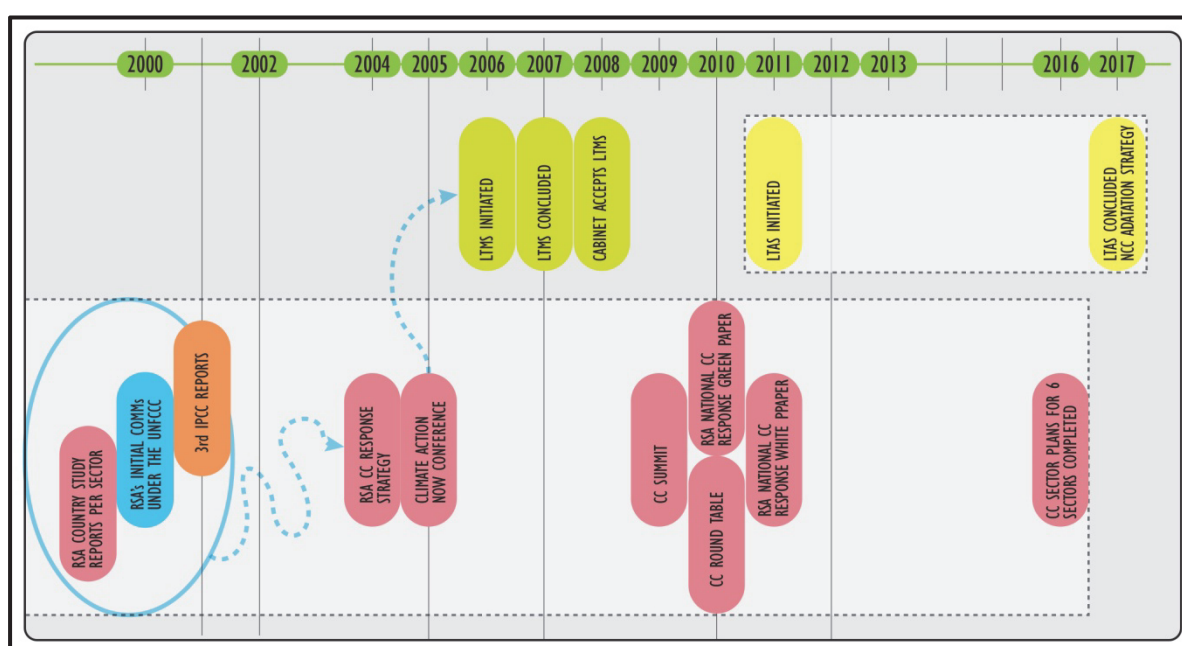 2000
2002
2004
2005
2006
2007
2008
2009
2010
2011
2012
2013
2016
2017
LTMS INITIATED
LTMS CONCLUDED
CABINET ACCEPTS LTMS
LTAS INITIATED
LTAS CONCLUDED
NCC ADATATION STRATEGY
RSA COUNTRY STUDY
REPORTS PER SECTOR
RSA's INITIAL COMMs
UNDER THE UNFCCC
3rd IPCC REPORTS
RSA CC RESPONSE
STRATEGY
CLIMATE ACTION
NOW CONFERENCE
CC SUMMIT
RSA NATIONAL CC
RESPONSE GREEN PAPER
CC ROUND TABLE
RSA NATIONAL CC
RESPONSE WHITE PPAPER
CC SECTOR PLANS FOR 6
SECTORS COMPLETED